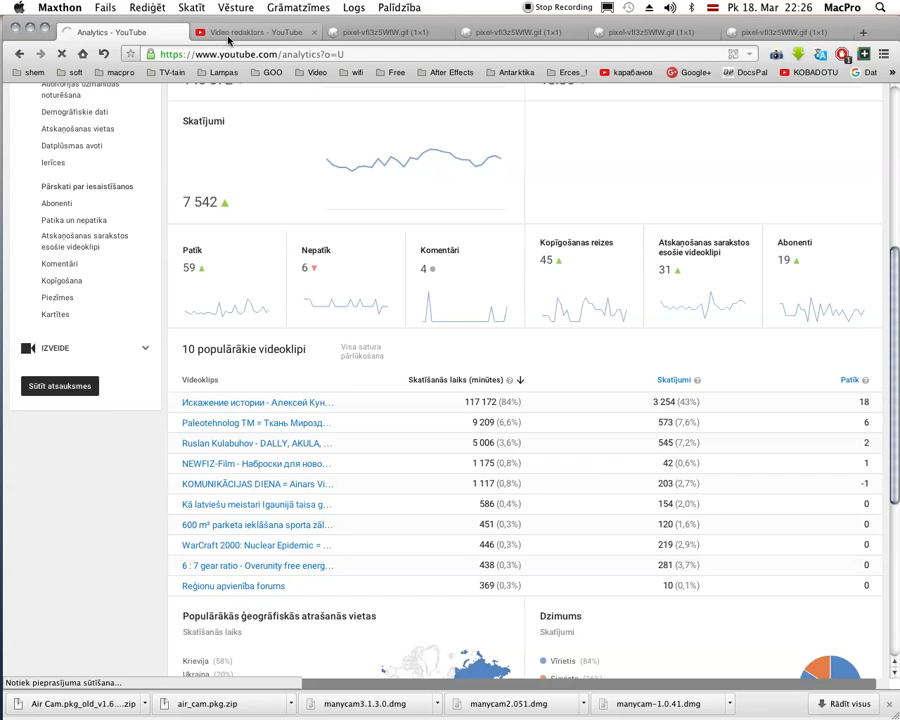 Maxthon Fails Rediģēt Skatīt Vēsture Grāmatzīmes Logs Palīdzība Stop Recording Pk 18. Mar 22:26 MacPro
Analytics - YouTube Video redaktors - YouTube pixel-vfl3z5WfW.gif (1×1) pixel-vfl3z5WfW.gif (1×1) pixel-vfl3z5WfW.gif (1×1) pixel-vfl3z5WfW.gif (1×1)
https://www.youtube.com/analytics?o=U
shem soft macpro TV-tain Lampas GOO Video wifi Free After Effects Antarktika Erces_! карабанов Google+ DocsPal KOBADOTU Dat
Auditorijas uzmanības
noturēšana
Demogrāfiskie dati
Atskaņošanas vietas
Datplūsmas avoti
Ierīces
Pārskati par iesaistīšanos
Abonenti
Patika un nepatika
Atskaņošanas sarakstos
esošie videoklipi
Komentāri
Kopīgošana
Piezīmes
Kartītes
IZVEIDE
Sūtīt atsauksmes
Skatījumi
7 542
Patīk
59
Nepatīk
6
Komentāri
4
Kopīgošanas reizes
45
Atskaņošanas sarakstos
esošie videoklipi
31
Abonenti
19
10 populārākie videoklipi Visa satura
pārlūkošana
Videoklips Skatīšanās laiks (minūtes) Skatījumi Patīk
Искажение истории - Алексей Кун... 117 172 (84%) 3 254 (43%) 18
Paleotehnolog TM = Ткань Мирозд... 9 209 (6,6%) 573 (7,6%) 6
Ruslan Kulabuhov - DALLY, AKULA, ... 5 006 (3,6%) 545 (7,2%) 2
NEWFIZ-Film - Наброски для ново... 1 175 (0,8%) 42 (0,6%) 1
KOMUNIKĀCIJAS DIENA = Ainars Vi... 1 117 (0,8%) 203 (2,7%) -1
Kā latviešu meistari Igaunijā taisa g... 586 (0,4%) 154 (2,0%) 0
600 m² parketa ieklāšana sporta zāl... 451 (0,3%) 120 (1,6%) 0
WarCraft 2000: Nuclear Epidemic = ... 446 (0,3%) 219 (2,9%) 0
6 : 7 gear ratio - Overunity free energ... 438 (0,3%) 281 (3,7%) 0
Reģionu apvienība forums 369 (0,3%) 10 (0,1%) 0
Populārākās ģeogrāfiskās atrašanās vietas
Skatīšanās laiks
Krievija (58%)
Ukraina (20%)
Dzimums
Skatījumi
Vīrietis (84%)
Sieviete (16%)
Notiek pieprasījuma sūtīšana...
Air Cam.pkg_old_v1.6....zip air_cam.pkg.zip manycam3.1.3.0.dmg manycam2.051.dmg manycam-1.0.41.dmg Rādīt visus